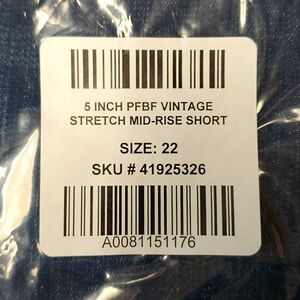 5 INCH PFBF VINTAGE
STRETCH MID-RISE SHORT
SIZE: 22
SKU # 41925326
A0081151176